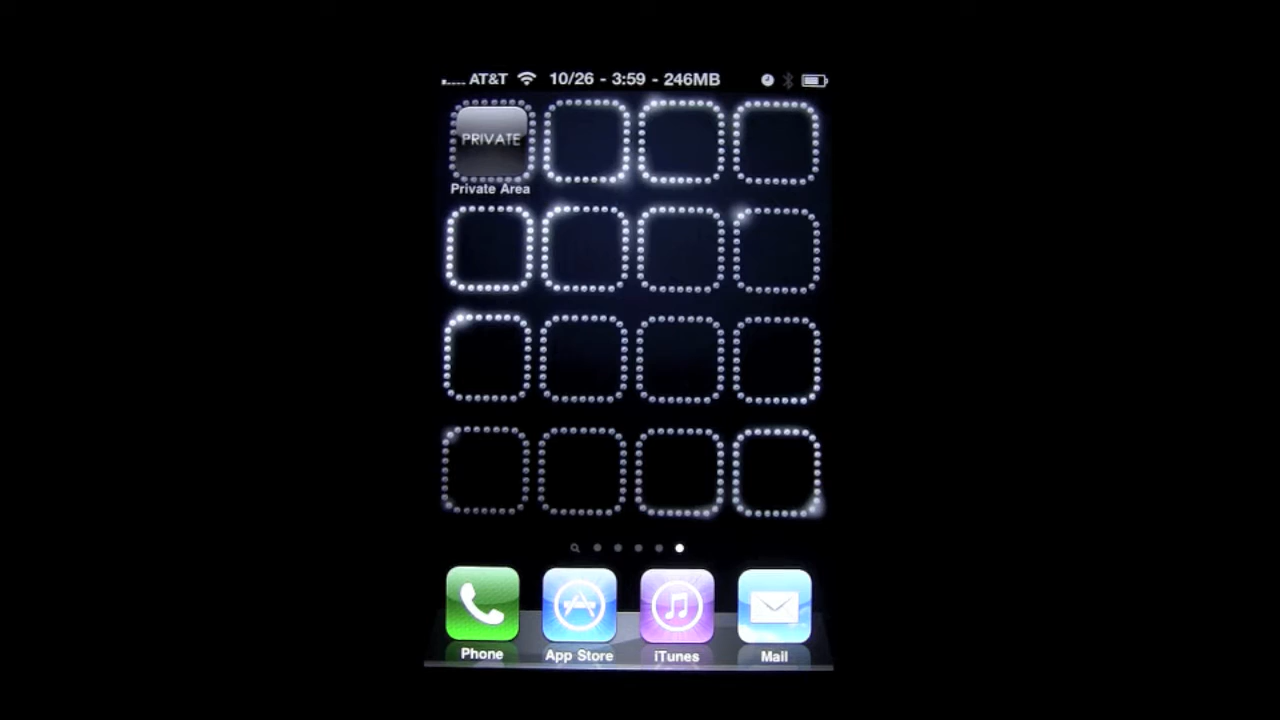 AT&T 10/26 - 3:59 - 246MB
PRIVATE
Private Area
Phone App Store iTunes Mail